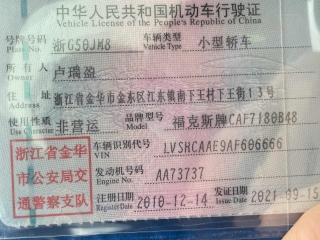 中华人民共和国机动车行驶证
Vehicle License of the People's Republic of China
号牌号码 浙G50JM8 车辆类型 小型轿车
Plate No. Vehicle Type
所有人 卢瑞盈
Owner
住址 浙江省金华市金东区江东镇南下王村下王街13号
Address
使用性质 非营运 品牌型号 福克斯牌CAF7180B48
Use Character Model
浙江省金华市公安局交通警察支队
车辆识别代号 LVSHCAAE9AF606666
VIN
发动机号码 AA73737
Engine No.
注册日期 2010-12-14 发证日期 2021-09-15
Register Date Issue Date